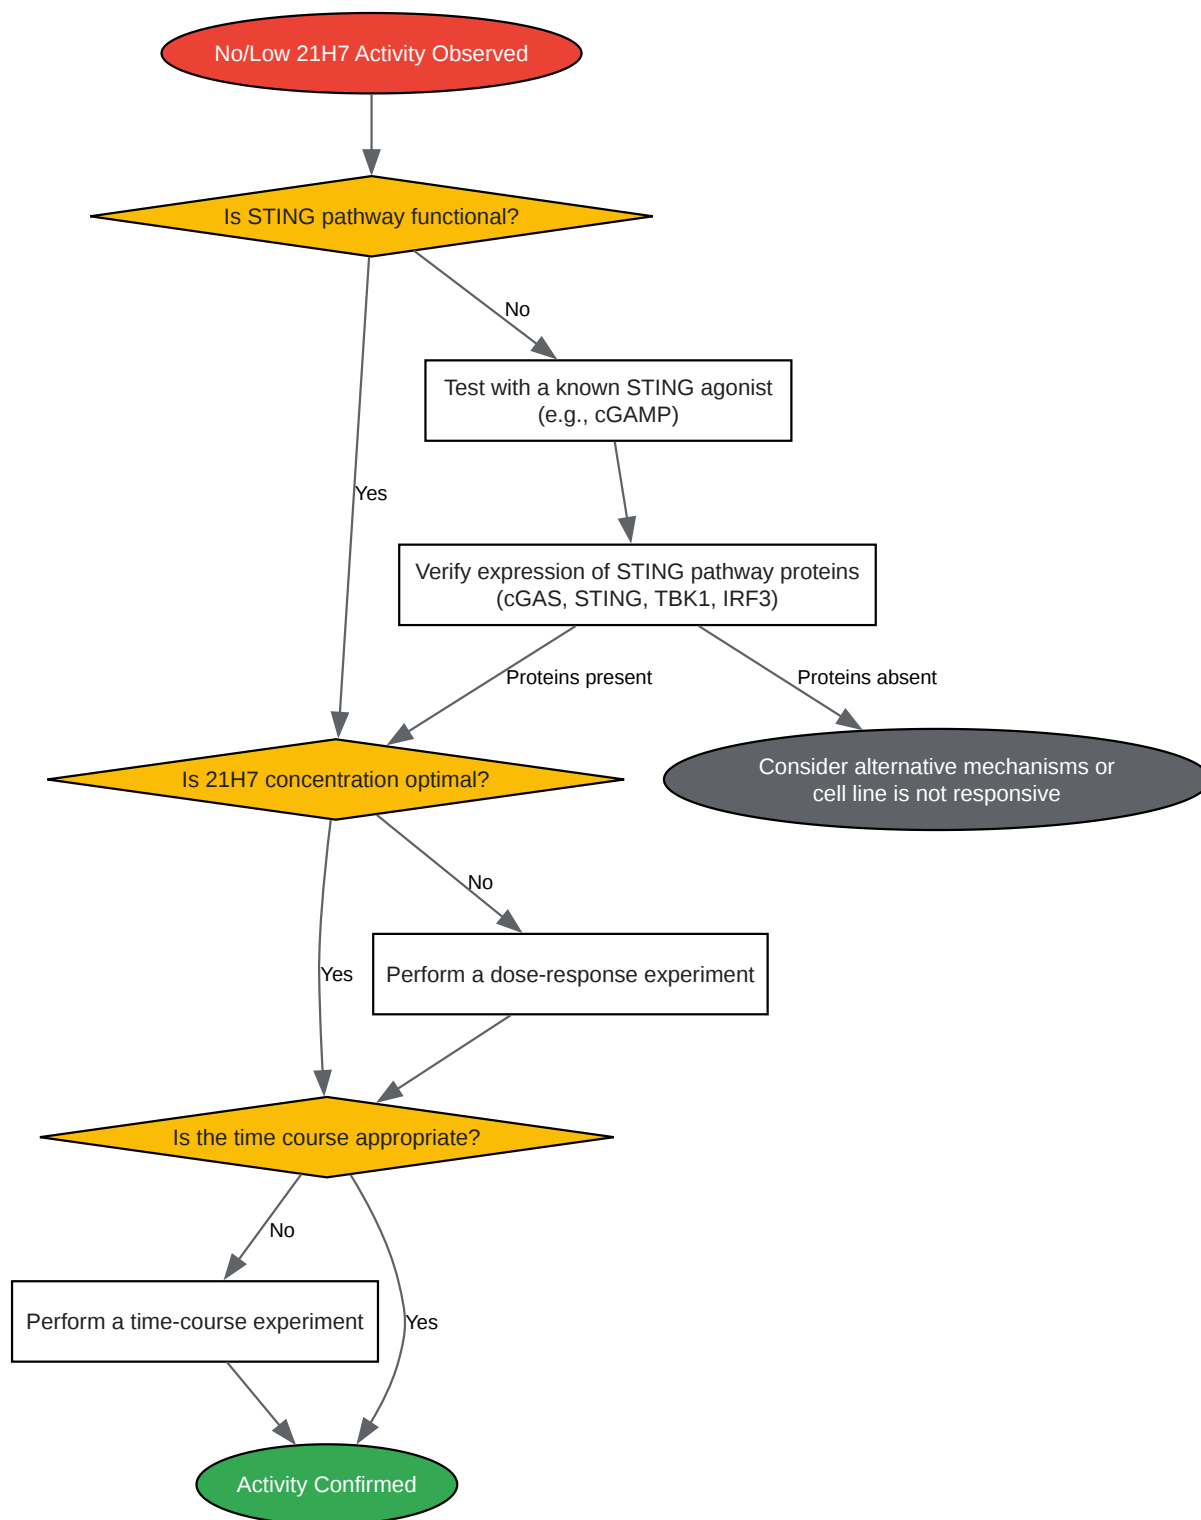 No/Low 21H7 Activity Observed
Is STING pathway functional?
No
Test with a known STING agonist
(e.g., cGAMP)
Yes
Verify expression of STING pathway proteins
(cGAS, STING, TBK1, IRF3)
Proteins present
Proteins absent
Is 21H7 concentration optimal?
Consider alternative mechanisms or
cell line is not responsive
No
Yes
Perform a dose-response experiment
Is the time course appropriate?
No
Perform a time-course experiment
Yes
Activity Confirmed